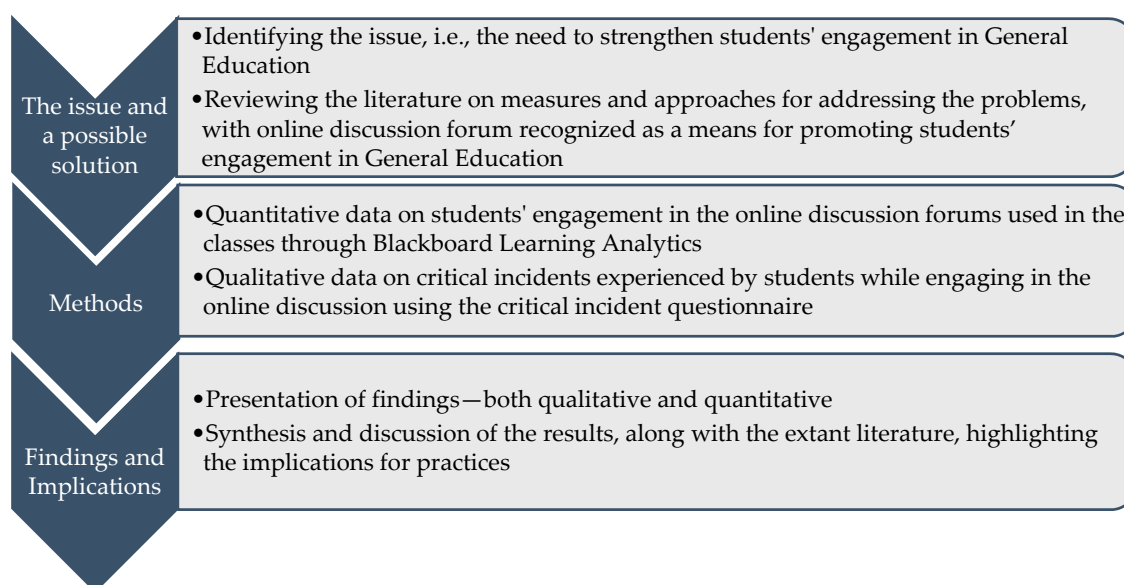 The issue and
a possible
solution
•Identifying the issue, i.e., the need to strengthen students' engagement in General
Education
•Reviewing the literature on measures and approaches for addressing the problems,
with online discussion forum recognized as a means for promoting students’
engagement in General Education
Methods
•Quantitative data on students' engagement in the online discussion forums used in the
classes through Blackboard Learning Analytics
•Qualitative data on critical incidents experienced by students while engaging in the
online discussion using the critical incident questionnaire
Findings and
Implications
•Presentation of findings—both qualitative and quantitative
•Synthesis and discussion of the results, along with the extant literature, highlighting
the implications for practices